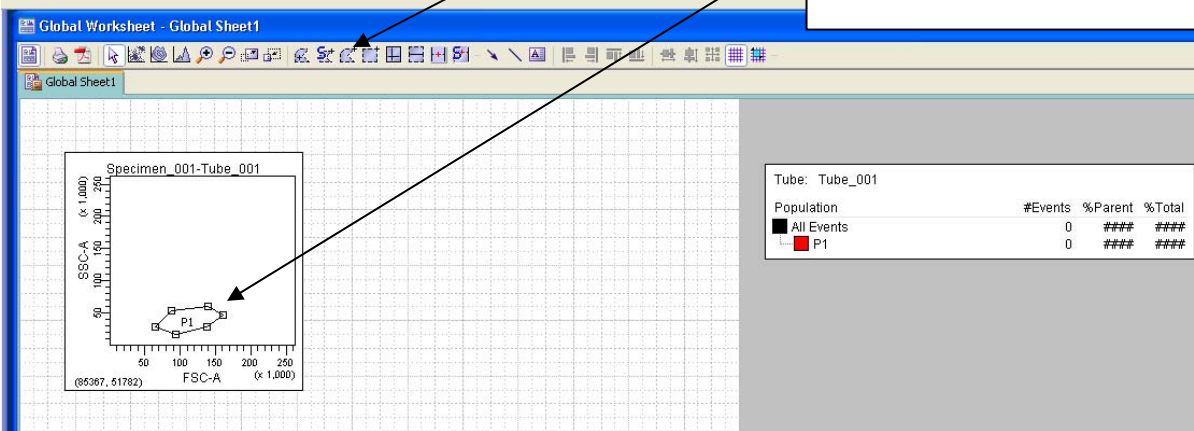 Global Worksheet - Global Sheet1
Global Sheet1
Specimen_001-Tube_001
SSC-A
(x 1,000)
50 100 150 200 250
P1
50 100 150 200 250
(85367, 51782)
FSC-A
(x 1,000)
Tube: Tube_001
Population #Events %Parent %Total
All Events 0 #### ####
P1 0 #### ####